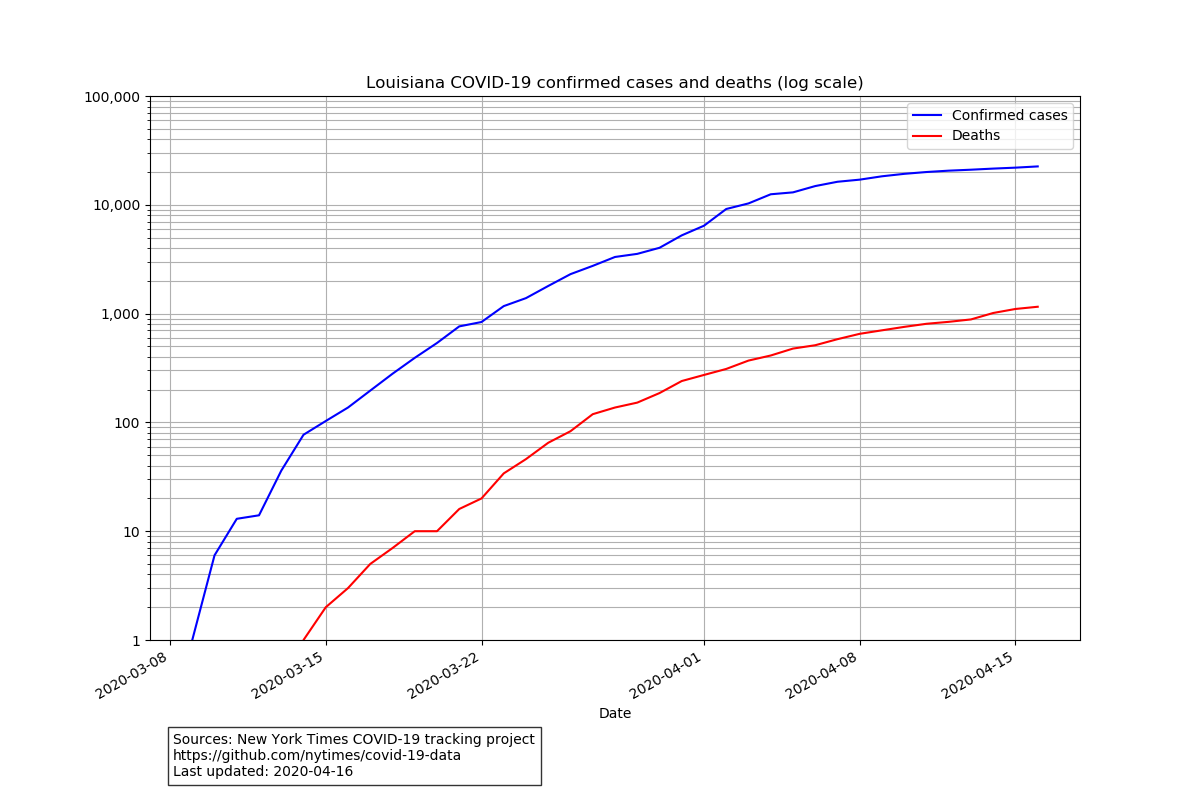 Louisiana COVID-19 confirmed cases and deaths (log scale)
100,000
10,000
1,000
100
10
1
Confirmed cases
Deaths
2020-03-08
2020-03-15
2020-03-22
2020-04-01
2020-04-08
2020-04-15
Date
Sources: New York Times COVID-19 tracking project
https://github.com/nytimes/covid-19-data
Last updated: 2020-04-16